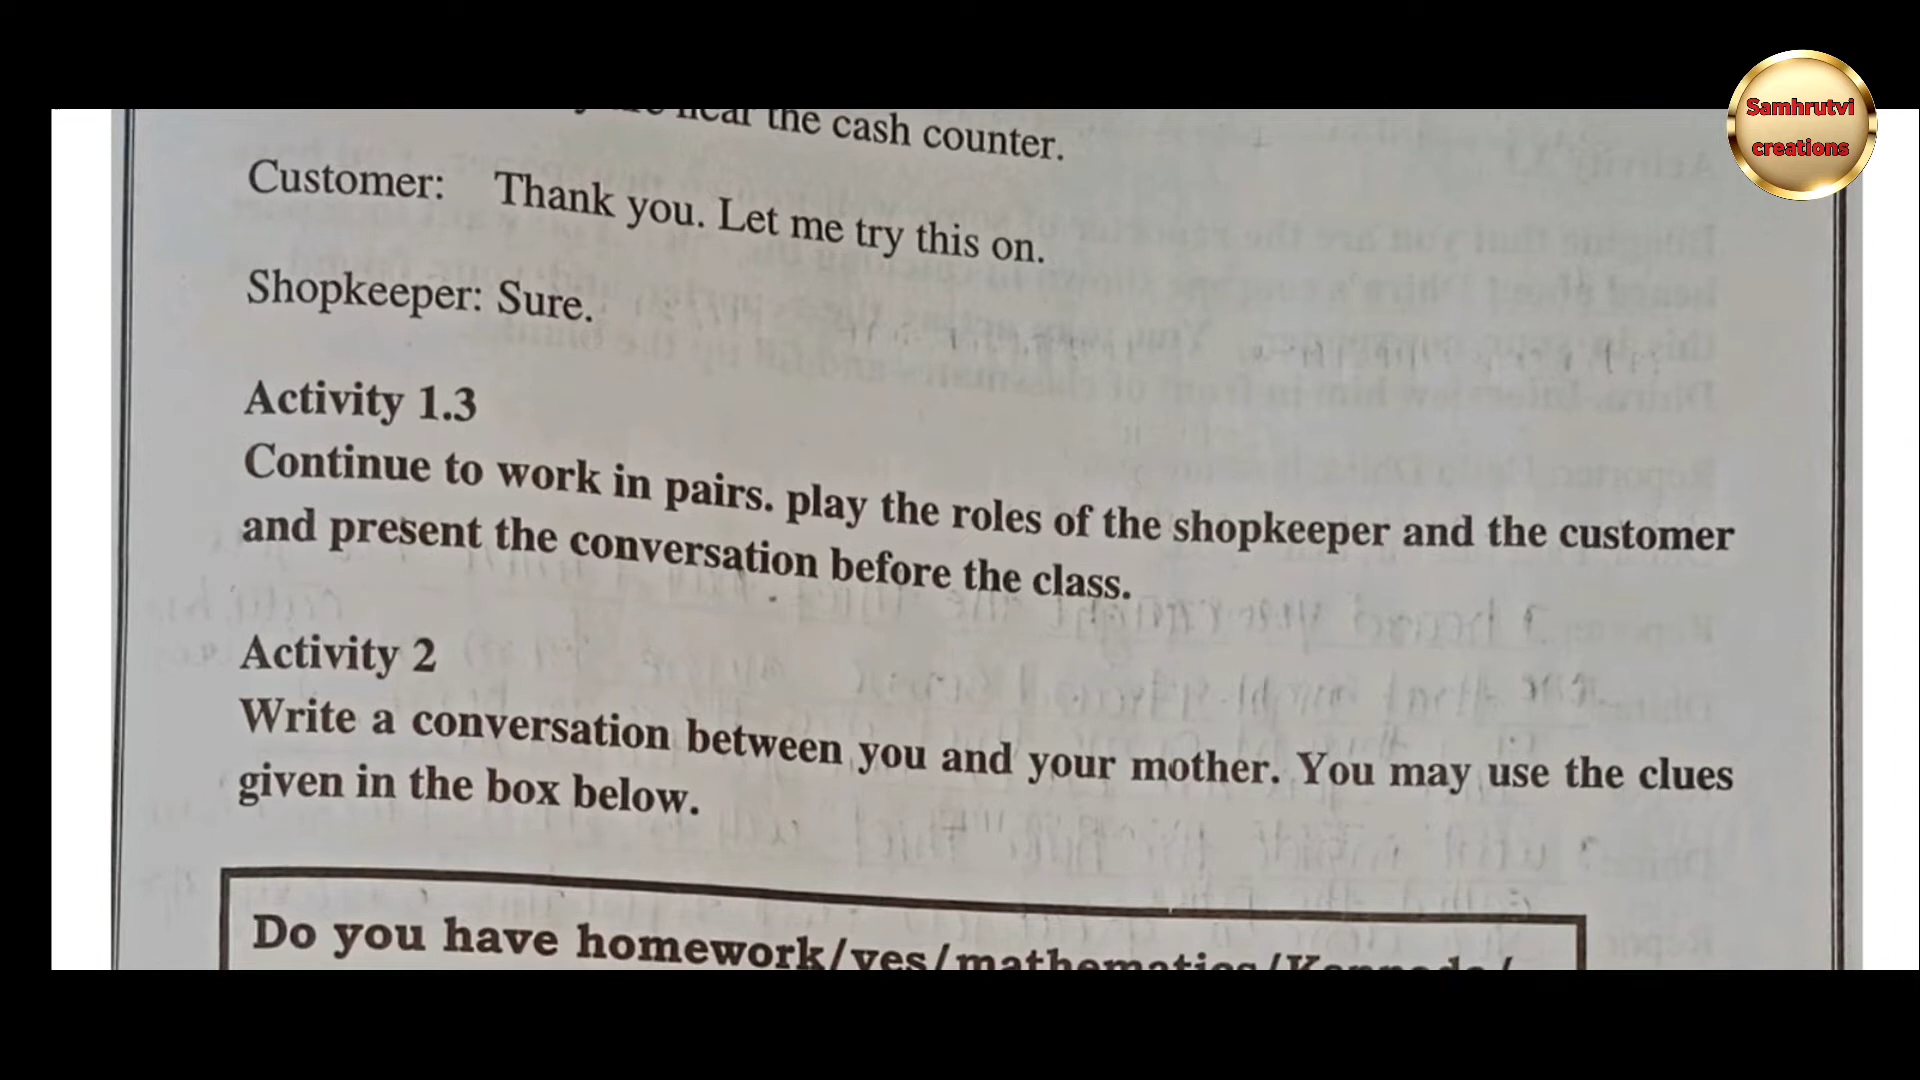 near the cash counter.
Customer: Thank you. Let me try this on.
Shopkeeper: Sure.
Activity 1.3
Continue to work in pairs. play the roles of the shopkeeper and the customer
and present the conversation before the class.
Activity 2
Write a conversation between you and your mother. You may use the clues
given in the box below.
Do you have homework/yes/mathematics/Kannada/
Samhrutvi
creations